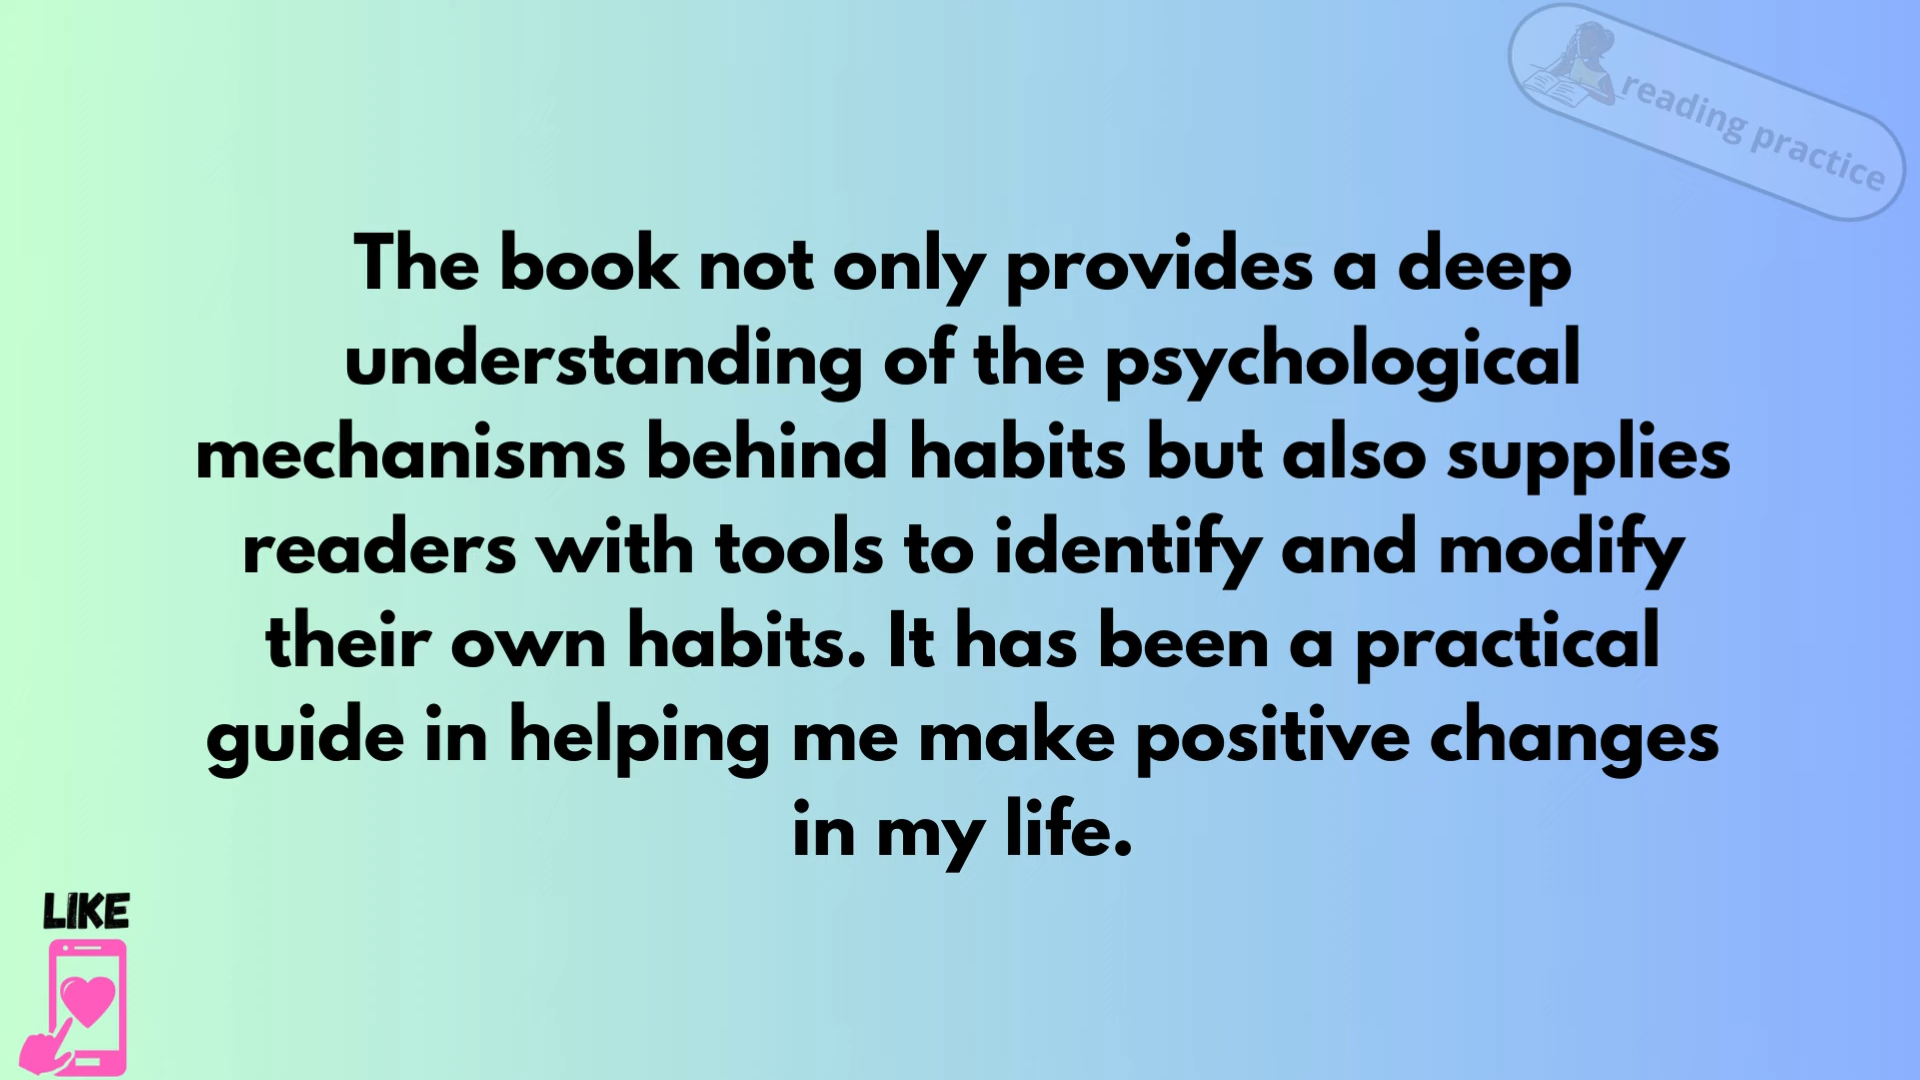 reading practice
The book not only provides a deep
understanding of the psychological
mechanisms behind habits but also supplies
readers with tools to identify and modify
their own habits. It has been a practical
guide in helping me make positive changes
in my life.
LIKE